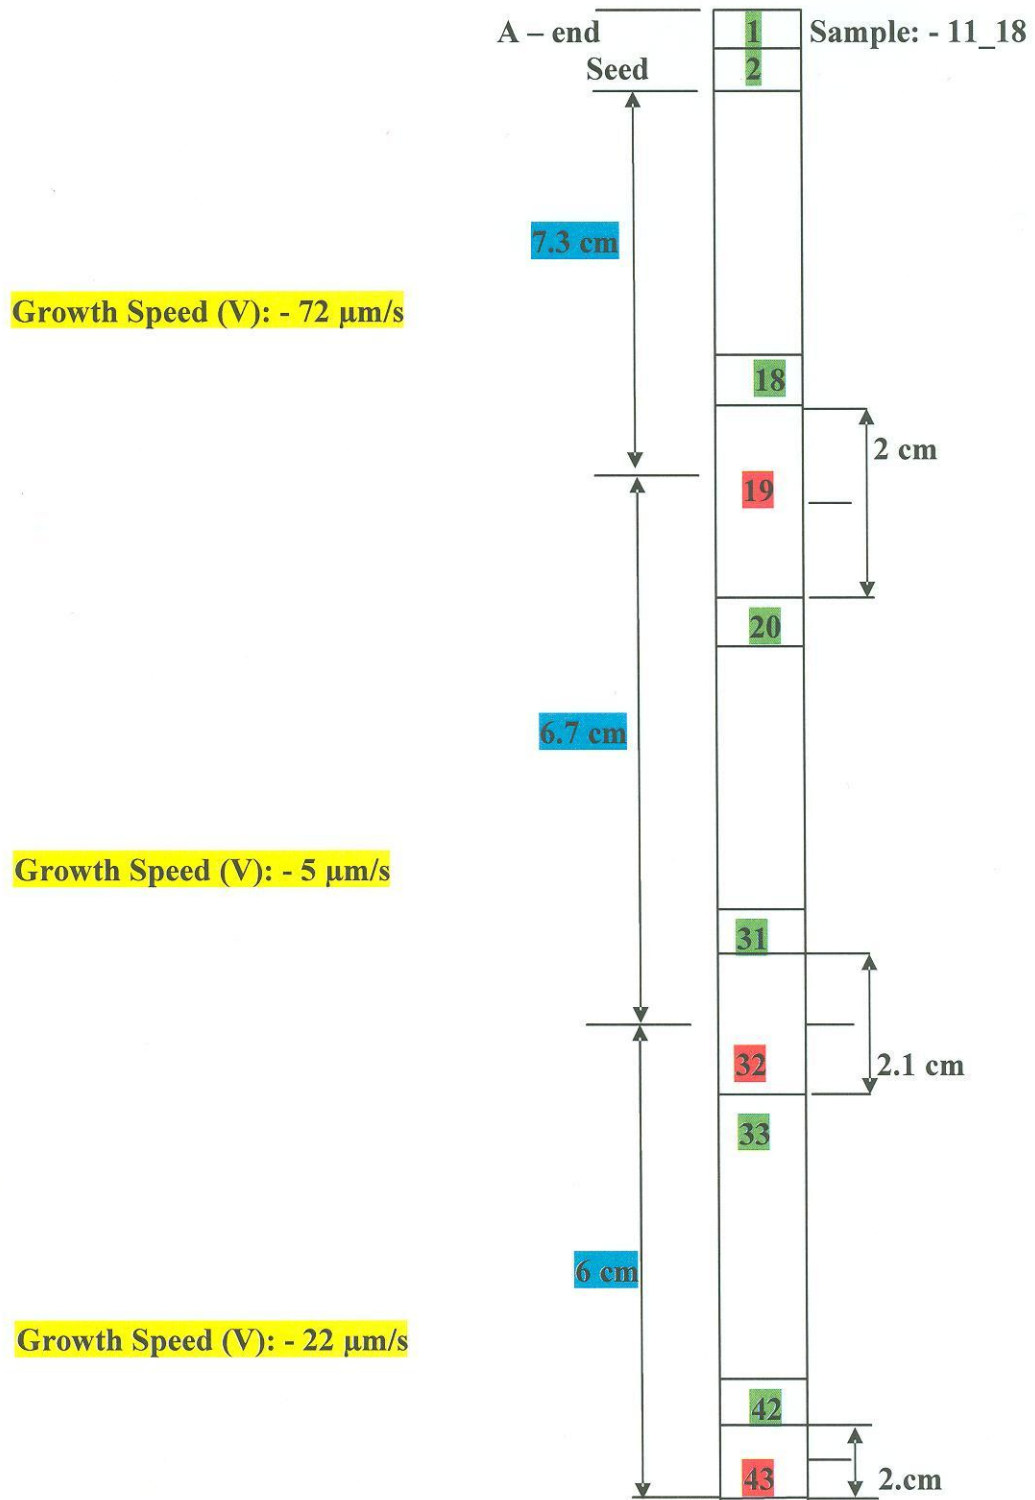 A – end 1 Sample: - 11_18
Seed 2
7.3 cm
Growth Speed (V): - 72 µm/s
18
2 cm
19
20
6.7 cm
Growth Speed (V): - 5 µm/s
31
32 2.1 cm
33
6 cm
Growth Speed (V): - 22 µm/s
42
43 2.cm